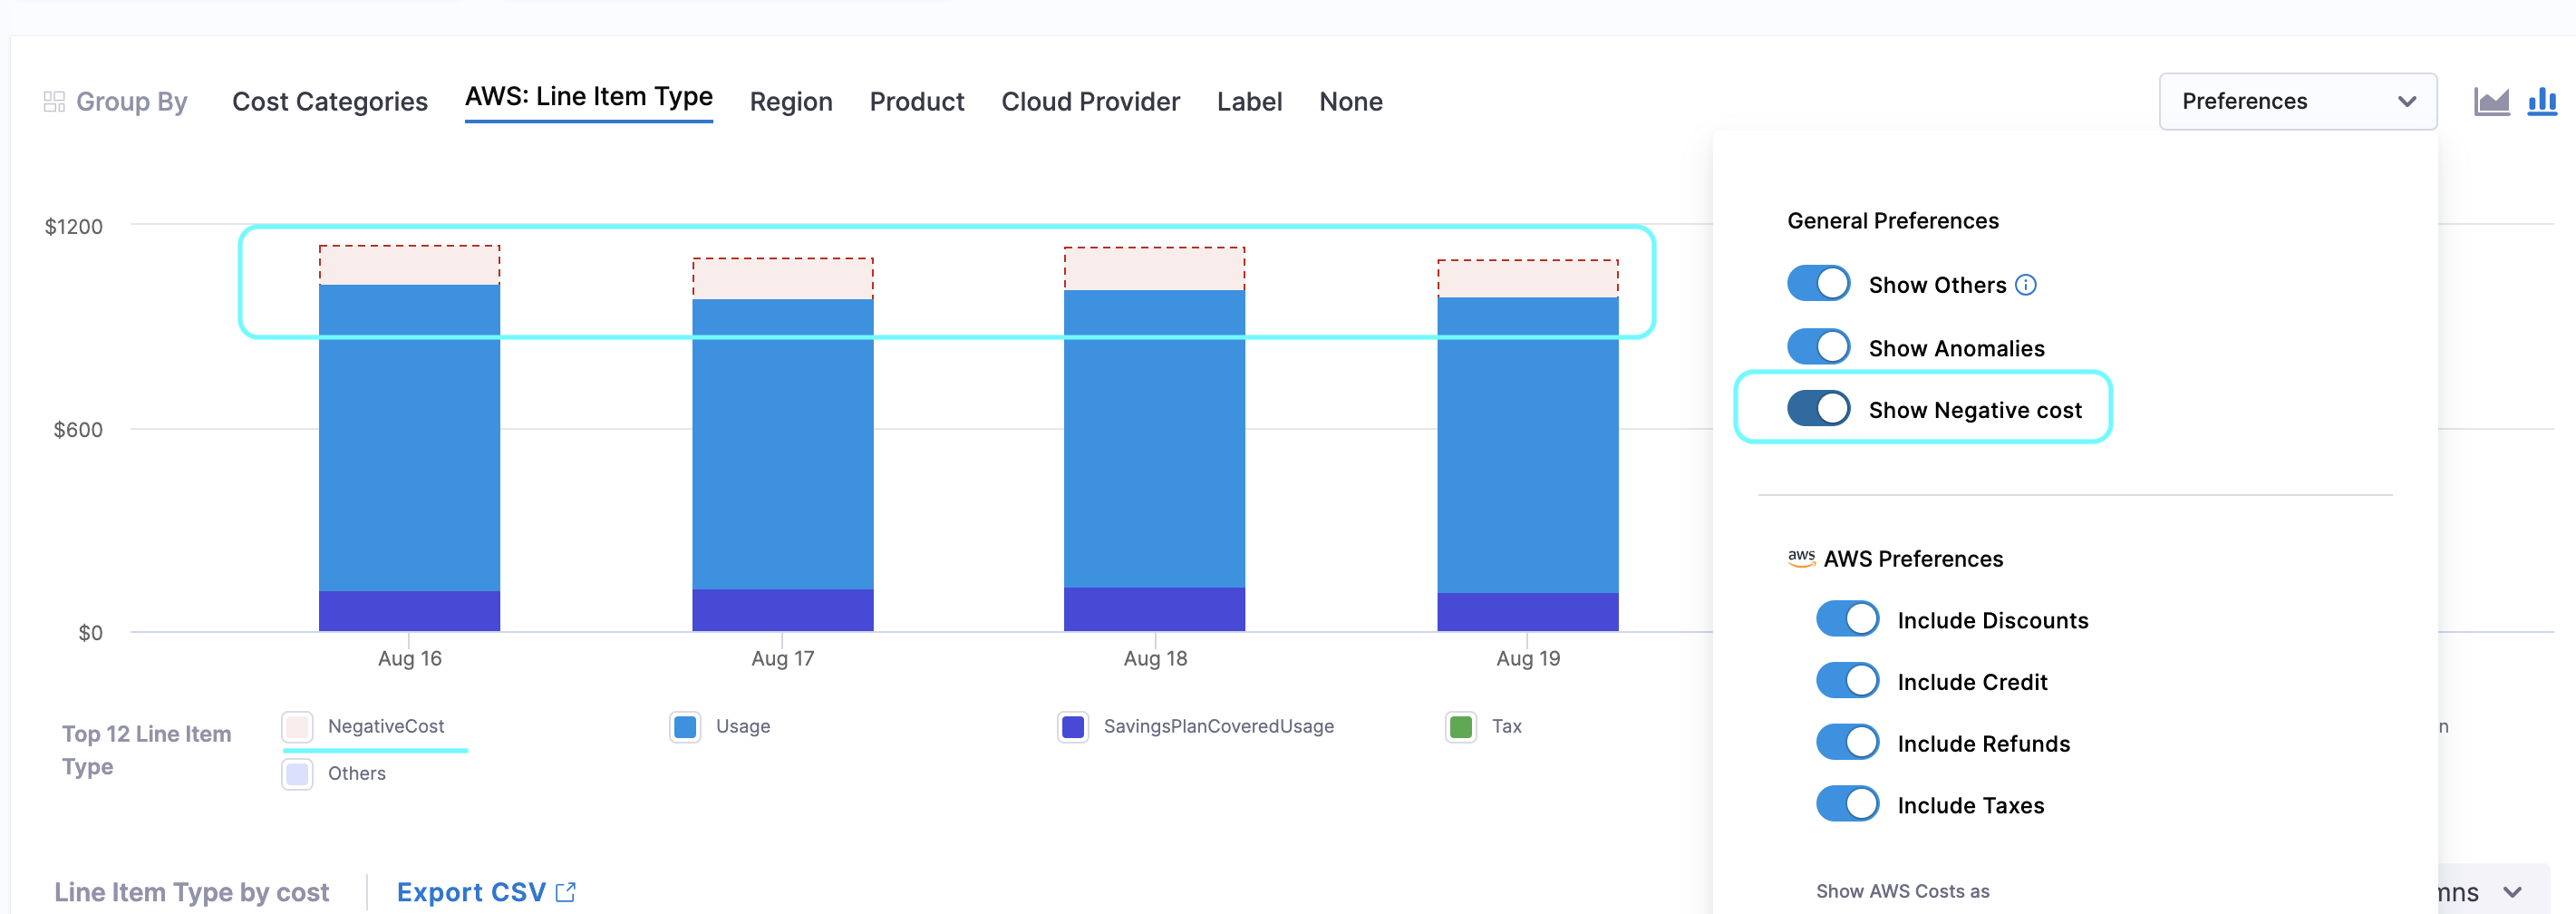 Group By Cost Categories AWS: Line Item Type Region Product Cloud Provider Label None Preferences
General Preferences
$1200
Show Others
Show Anomalies
Show Negative cost
$600
aws AWS Preferences
Include Discounts
$0
Aug 16 Aug 17 Aug 18 Aug 19
Include Credit
Top 12 Line Item Type
NegativeCost Usage SavingsPlanCoveredUsage Tax
Others
Include Refunds
Include Taxes
Line Item Type by cost Export CSV
Show AWS Costs as